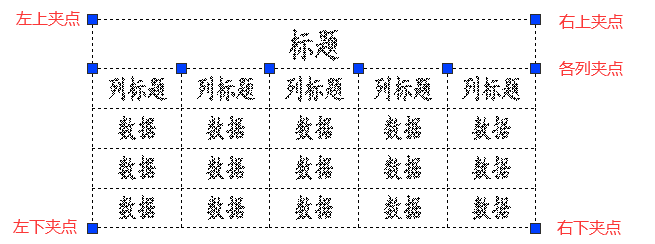 左上夹点 右上夹点
标题
各列夹点
列标题 列标题 列标题 列标题 列标题
数据 数据 数据 数据 数据
数据 数据 数据 数据 数据
数据 数据 数据 数据 数据
左下夹点 右下夹点